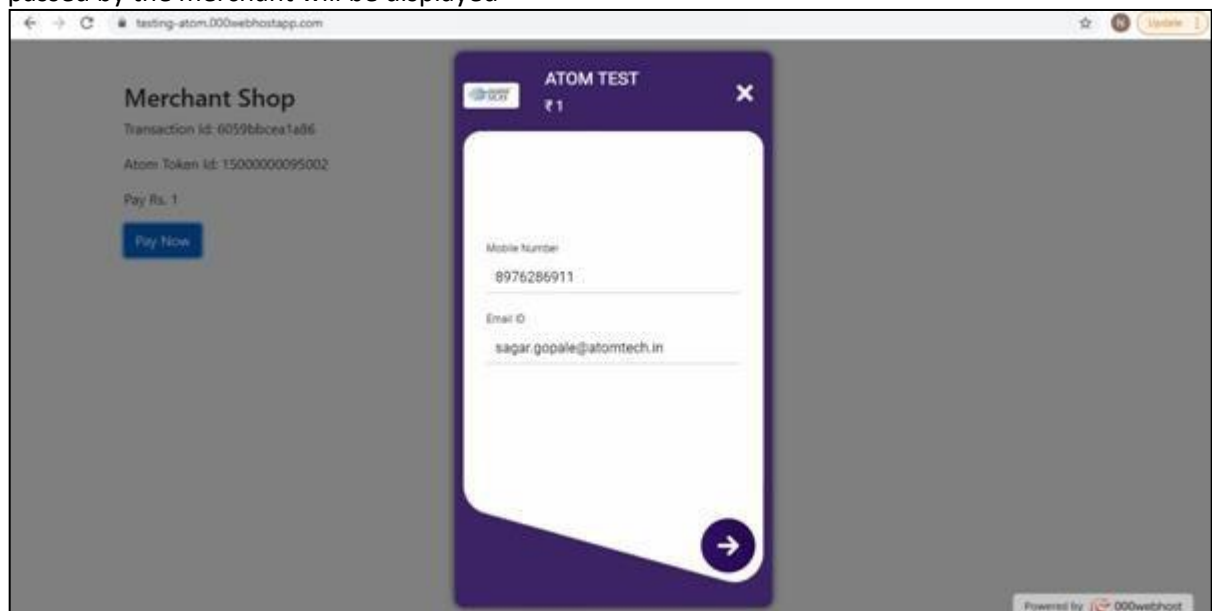 passed by the merchant will be displayed
testing-atom.000webhostapp.com
N
Update
Merchant Shop
Transaction Id: 6059bbcea1a86
Atom Token Id: 15000000095002
Pay Rs. 1
Pay Now
ATOM TEST
₹1
Mobile Number
8976286911
Email ID
sagar.gopale@atomtech.in
Powered by 000webhost